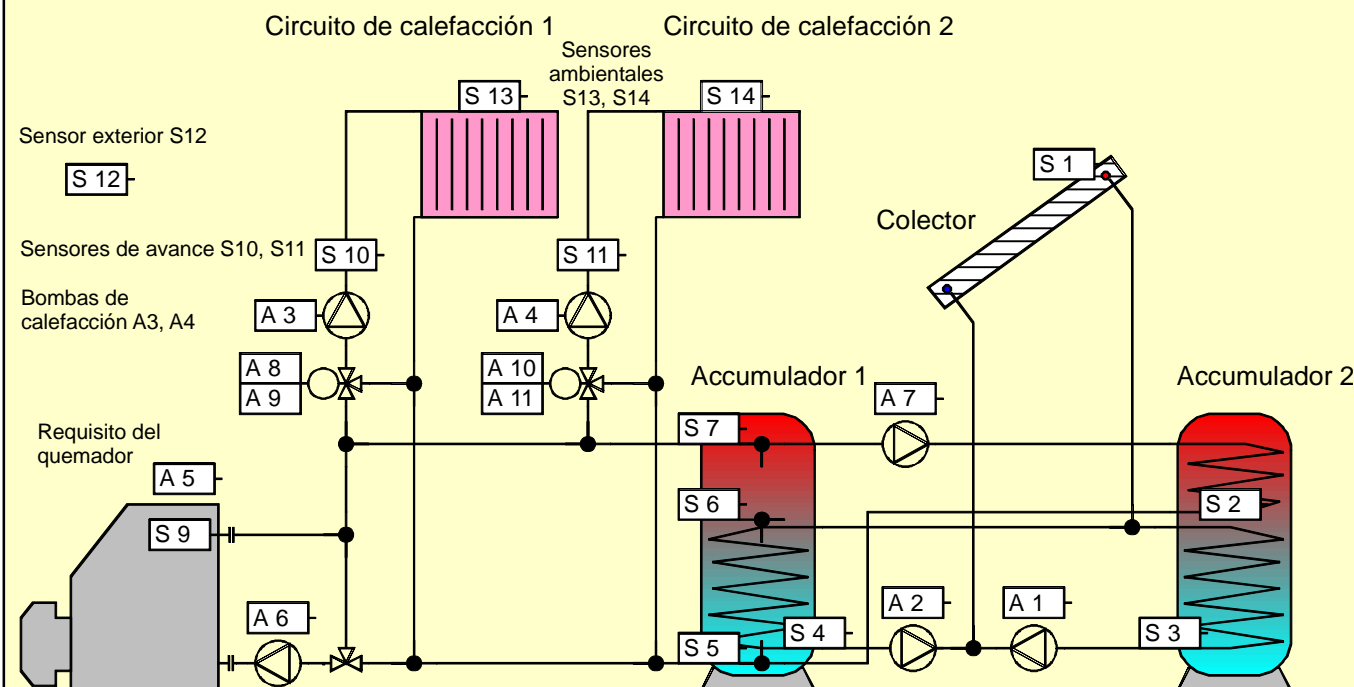 Circuito de calefacción 1
Circuito de calefacción 2
Sensores
ambientales
S13, S14
S 13
S 14
Sensor exterior S12
S 12
S 1
Colector
Sensores de avance S10, S11
S 10
S 11
Bombas de
calefacción A3, A4
A 3
A 4
A 8
A 9
A 10
A 11
Accumulador 1
A 7
Accumulador 2
Requisito del
quemador
A 5
S 7
S 6
S 2
S 9
A 6
S 5
S 4
A 2
A 1
S 3